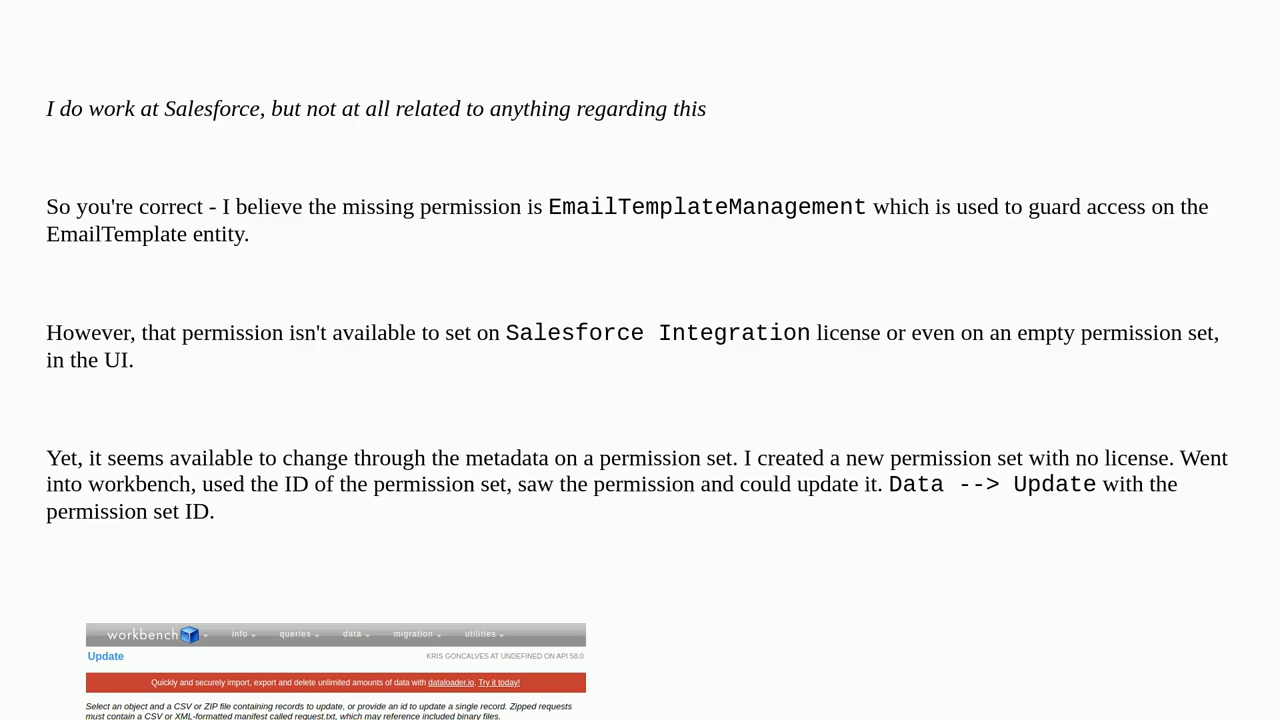 I do work at Salesforce, but not at all related to anything regarding this
So you're correct - I believe the missing permission is EmailTemplateManagement which is used to guard access on the
EmailTemplate entity.
However, that permission isn't available to set on Salesforce Integration license or even on an empty permission set,
in the UI.
Yet, it seems available to change through the metadata on a permission set. I created a new permission set with no license. Went
into workbench, used the ID of the permission set, saw the permission and could update it. Data --> Update with the
permission set ID.
workbench info queries data migration utilities
Update KRIS GONCALVES AT UNDEFINED ON API 58.0
Quickly and securely import, export and delete unlimited amounts of data with dataloader.io. Try it today!
Select an object and a CSV or ZIP file containing records to update, or provide an id to update a single record. Zipped requests
must contain a CSV or XML-formatted manifest called request.txt, which may reference included binary files.